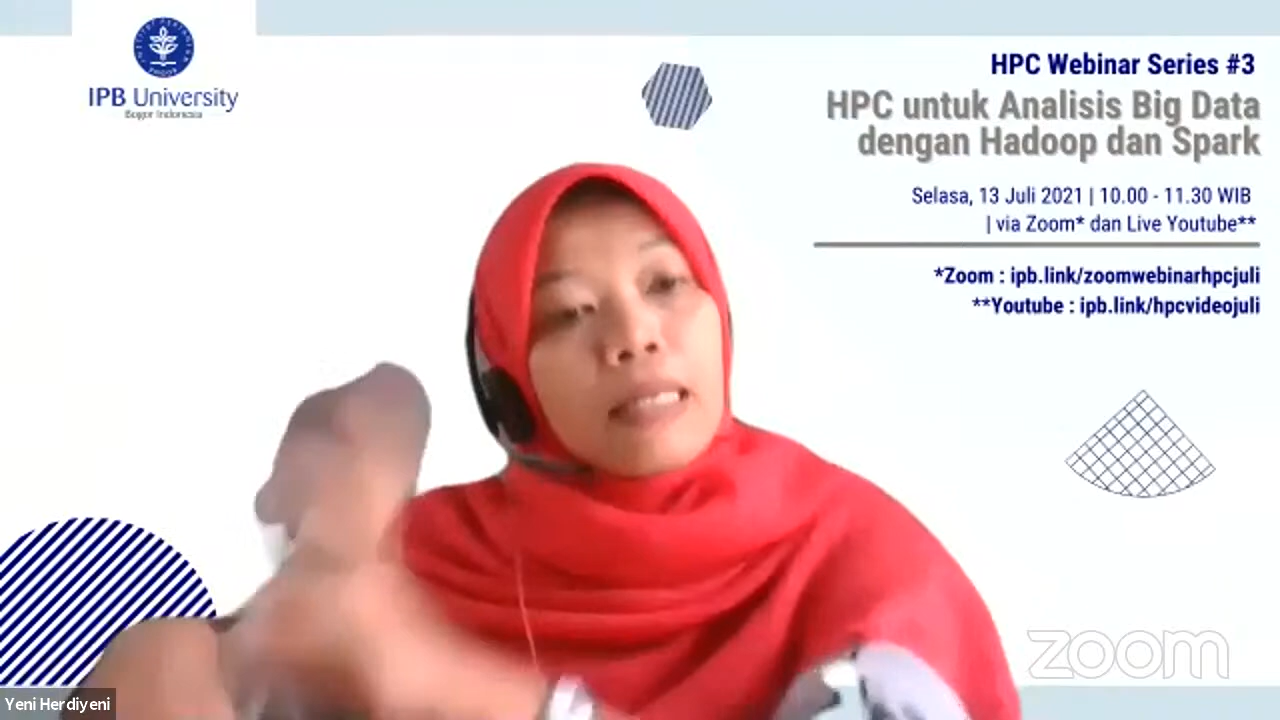 IPB University
Bogor Indonesia
HPC Webinar Series #3
HPC untuk Analisis Big Data
dengan Hadoop dan Spark
Selasa, 13 Juli 2021 | 10.00 - 11.30 WIB
| via Zoom* dan Live Youtube**
*Zoom : ipb.link/zoomwebinarhpcjuli
**Youtube : ipb.link/hpcvideojuli
zoom
Yeni Herdiyeni